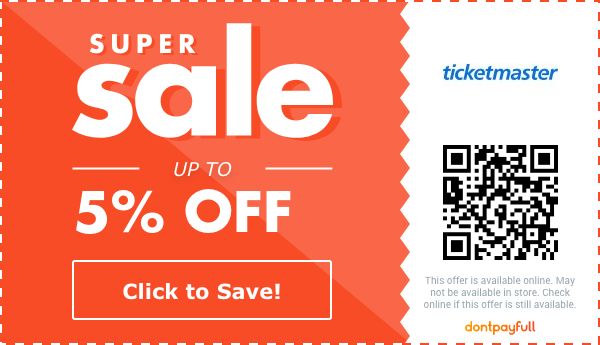 SUPER
sale
UP TO
5% OFF
Click to Save!
ticketmaster
This offer is available online. May
not be available in store. Check
online if this offer is still available.
dontpayfull